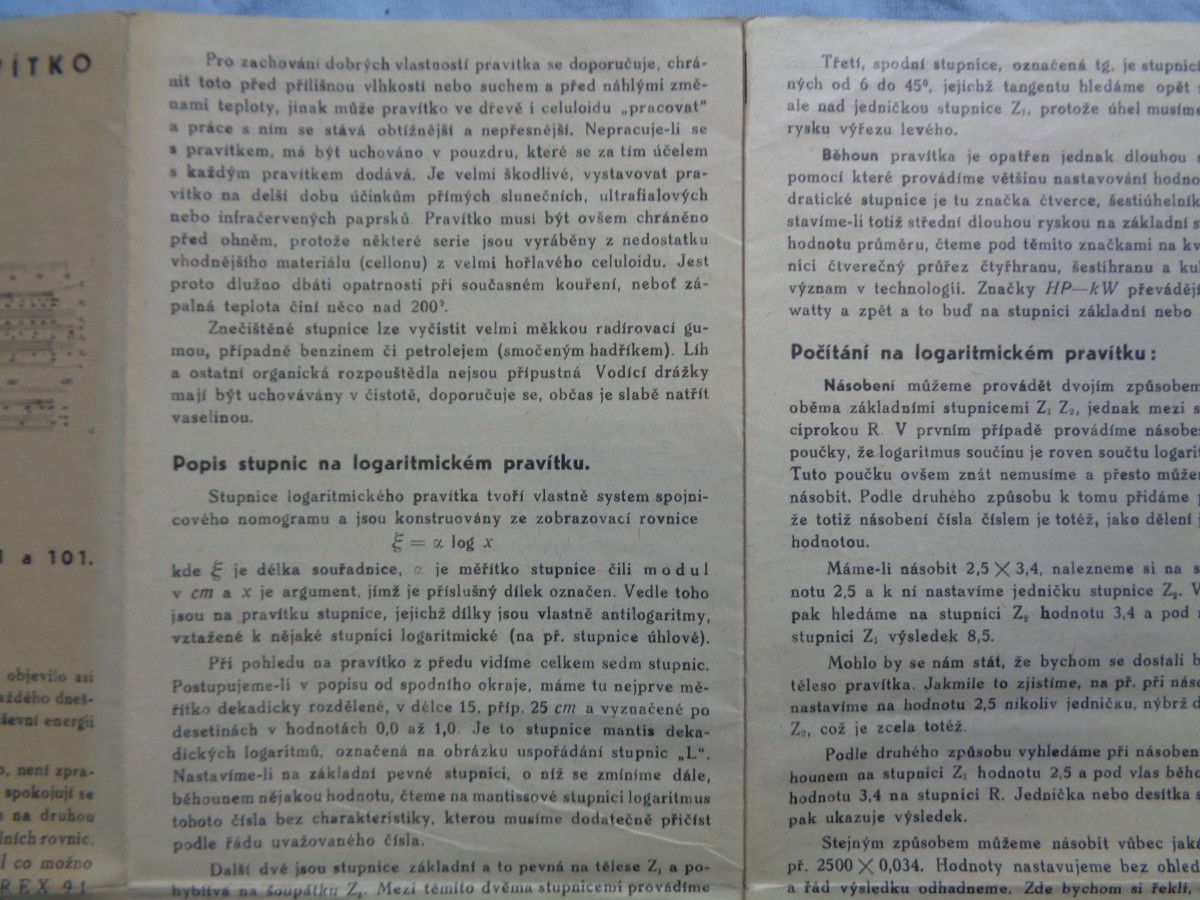 VÍTKO
a 101.
objevilo asi
aždého dneš-
ševní energii
o, není zpra-
spokojují se
na druhou
lních rovnic.
l co možno
REX 91
Pro zachování dobrých vlastností pravítka se doporučuje, chrá-
nit toto před přílišnou vlhkostí nebo suchem a před náhlými změ-
nami teploty, jinak může pravítko ve dřevě i celuloidu „pracovat"
a práce s ním se stává obtížnější a nepřesnější. Nepracuje-li se
s pravítkem, má být uchováno v pouzdru, které se za tím účelem
s každým pravítkem dodává. Je velmi škodlivé, vystavovat pra-
vítko na delší dobu účinkům přímých slunečních, ultrafialových
nebo infračervených paprsků. Pravítko musí být ovšem chráněno
před ohněm, protože některé serie jsou vyráběny z nedostatku
vhodnějšího materiálu (cellonu) z velmi hořlavého celuloidu. Jest
proto dlužno dbáti opatrnosti při současném kouření, neboť zá-
palná teplota činí něco nad 200°.
Znečištěné stupnice lze vyčistit velmi měkkou radírovací gu-
mou, případně benzinem či petrolejem (smočeným hadříkem). Líh
a ostatní organická rozpouštědla nejsou přípustná Vodící drážky
mají být uchovávány v čistotě, doporučuje se, občas je slabě natřít
vaselinou.
Popis stupnic na logaritmickém pravítku.
Stupnice logaritmického pravítka tvoří vlastně system spojni-
cového nomogramu a jsou konstruovány ze zobrazovací rovnice
ξ = α log x
kde ξ je délka souřadnice, α je měřítko stupnice čili modul
v cm a x je argument, jímž je příslušný dílek označen. Vedle toho
jsou na pravítku stupnice, jejichž dílky jsou vlastně antilogaritmy,
vztažené k nějaké stupnici logaritmické (na př. stupnice úhlové).
Při pohledu na pravítko z předu vidíme celkem sedm stupnic.
Postupujeme-li v popisu od spodního okraje, máme tu nejprve mě-
řítko dekadicky rozdělené, v délce 15, příp. 25 cm a vyznačené po
desetinách v hodnotách 0,0 až 1,0. Je to stupnice mantis deka-
dických logaritmů, označená na obrázku uspořádání stupnic „L".
Nastavíme-li na základní pevné stupnici, o níž se zmíníme dále,
běhounem nějakou hodnotu, čteme na mantissové stupnici logaritmus
tohoto čísla bez charakteristiky, kterou musíme dodatečně přičíst
podle řádu uvažovaného čísla.
Další dvě jsou stupnice základní a to pevná na tělese Z₁ a po-
hyblivá na šoupátku Z₂. Mezi těmito dvěma stupnicemi provádíme
Třetí, spodní stupnice, označená tg, je stupnicí
ných od 6 do 45°, jejichž tangentu hledáme opět
ale nad jedničkou stupnice Z₁, protože úhel musíme
rysku výřezu levého.
Běhoun pravítka je opatřen jednak dlouhou
pomocí které provádíme většinu nastavování hodno
dratické stupnice je tu značka čtverce, šestiúhelník
stavíme-li totiž střední dlouhou ryskou na základní s
hodnotu průměru, čteme pod těmito značkami na kv
nici čtverečný průřez čtyřhranu, šestihranu a kul
význam v technologii. Značky HP—kW převádějí
watty a zpět a to buď na stupnici základní nebo
Počítání na logaritmickém pravítku:
Násobení můžeme provádět dvojím způsobem
oběma základními stupnicemi Z₁ Z₂, jednak mezi s
ciprokou R. V prvním případě provádíme násobe
poučky, že logaritmus součinu je roven součtu logarit
Tuto poučku ovšem znát nemusíme a přesto může
násobit. Podle druhého způsobu k tomu přidáme
že totiž násobení čísla číslem je totéž, jako dělení
hodnotou.
Máme-li násobit 2,5 × 3,4, nalezneme si na s
notu 2,5 a k ní nastavíme jedničku stupnice Z₂. V
pak hledáme na stupnici Z₂ hodnotu 3,4 a pod
stupnici Z₁ výsledek 8,5.
Mohlo by se nám stát, že bychom se dostali b
těleso pravítka. Jakmile to zjistíme, na př. při náso
nastavíme na hodnotu 2,5 nikoliv jedničku, nýbrž d
Z₂, což je zcela totéž.
Podle druhého způsobu vyhledáme při násoben
hounem na stupnici Z₁ hodnotu 2,5 a pod vlas běho
hodnotu 3,4 na stupnici R. Jednička nebo desítka s
pak ukazuje výsledek.
Stejným způsobem můžeme násobit vůbec jaká
př. 2500 × 0,034. Hodnoty nastavujeme bez ohled
a řád výsledku odhadneme. Zde bychom si řekli,